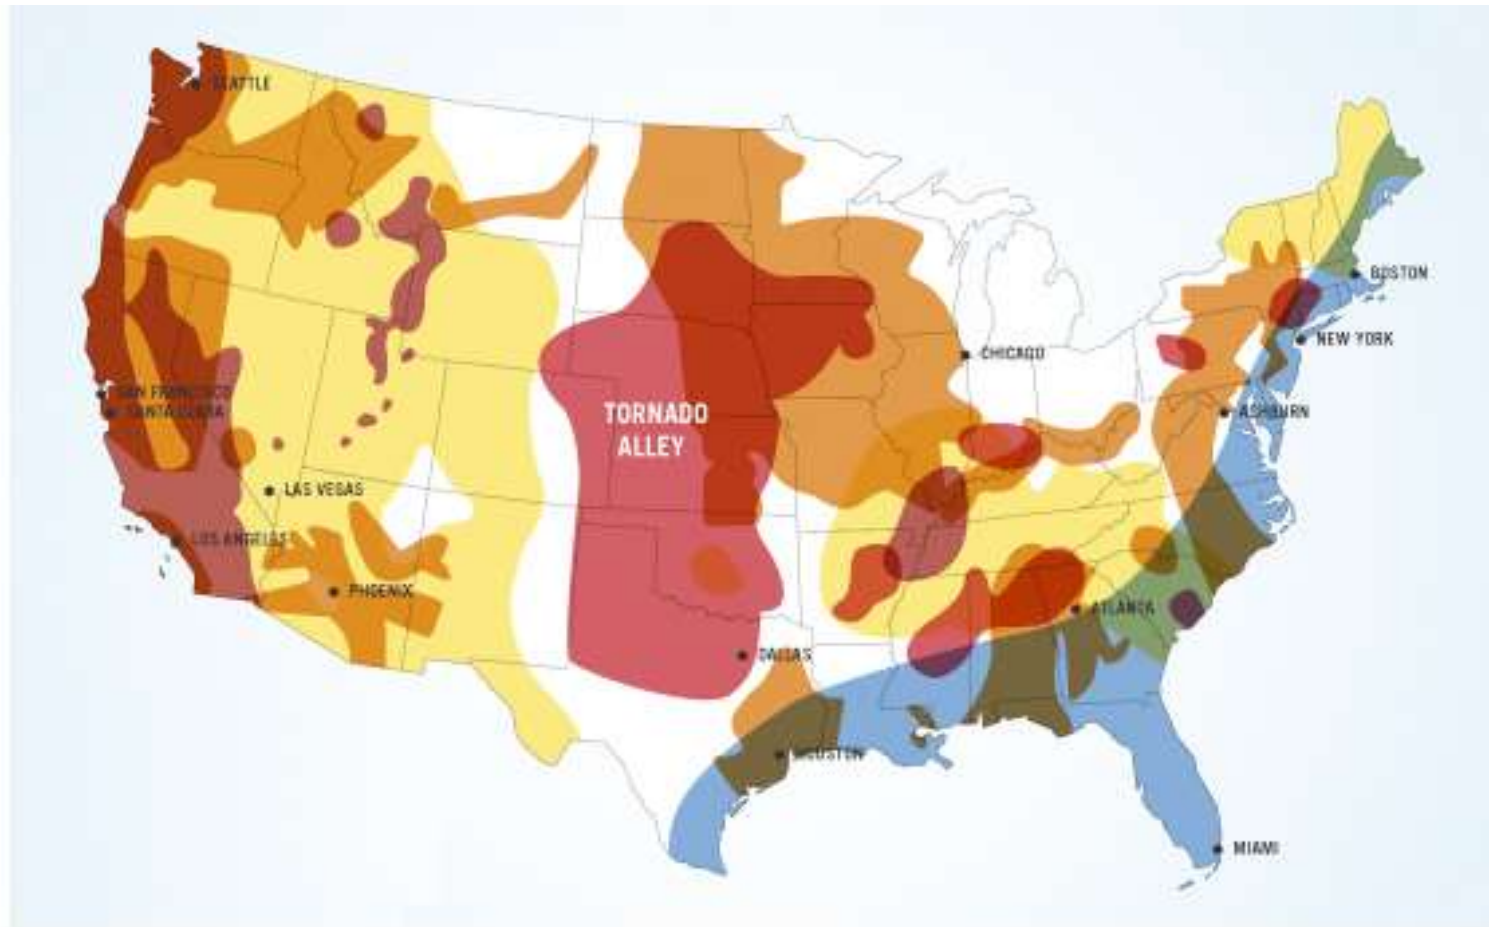 SEATTLE
BOSTON
NEW YORK
CHICAGO
SAN FRANCISCO
SANTA CLARA
ASHBURN
TORNADO
ALLEY
LAS VEGAS
LOS ANGELES
PHOENIX
ATLANTA
DALLAS
HOUSTON
MIAMI